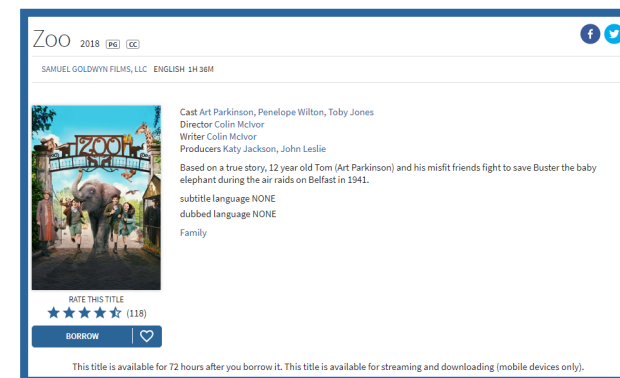 Zoo 2018 PG CC
SAMUEL GOLDWYN FILMS, LLC ENGLISH 1H 36M
ZOO
Cast Art Parkinson, Penelope Wilton, Toby Jones
Director Colin McIvor
Writer Colin McIvor
Producers Katy Jackson, John Leslie
Based on a true story, 12 year old Tom (Art Parkinson) and his misfit friends fight to save Buster the baby
elephant during the air raids on Belfast in 1941.
subtitle language NONE
dubbed language NONE
Family
RATE THIS TITLE
(118)
BORROW
This title is available for 72 hours after you borrow it. This title is available for streaming and downloading (mobile devices only).